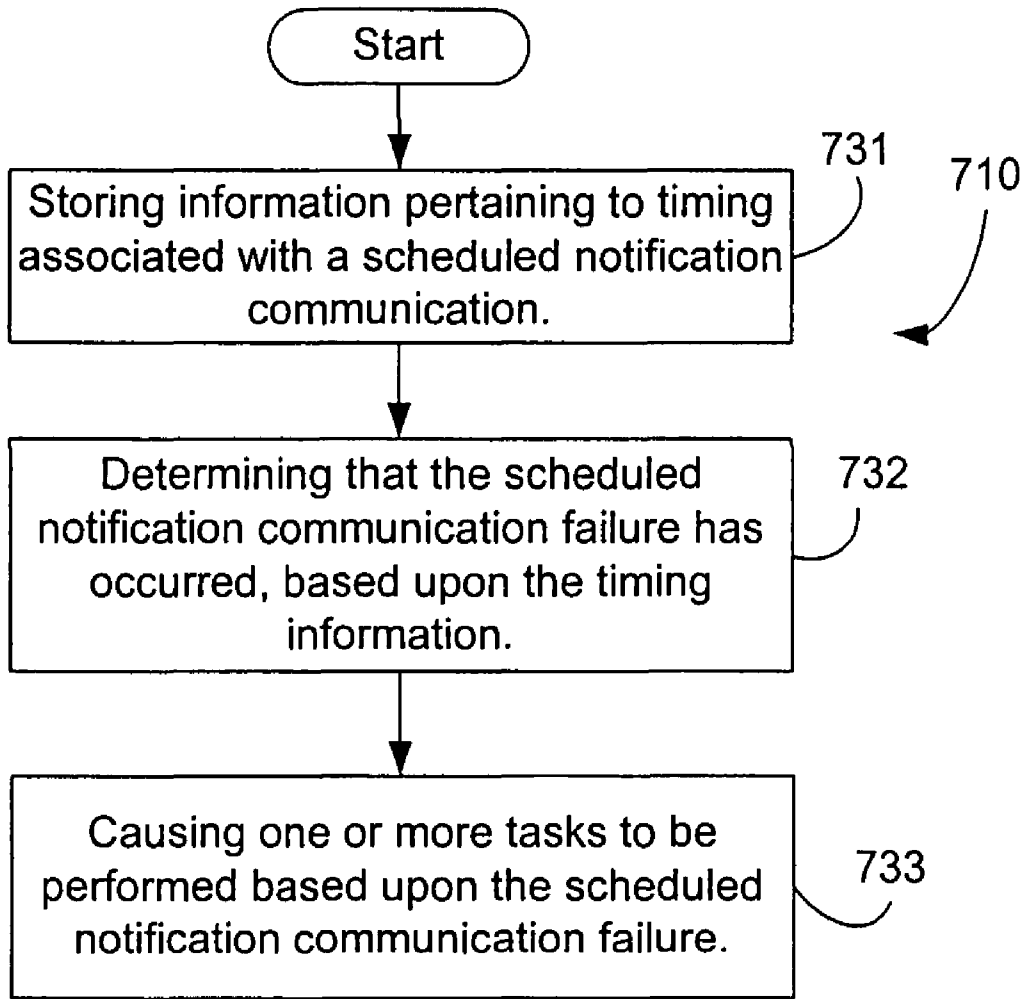 Start
731
710
Storing information pertaining to timing
associated with a scheduled notification
communication.
732
Determining that the scheduled
notification communication failure has
occurred, based upon the timing
information.
733
Causing one or more tasks to be
performed based upon the scheduled
notification communication failure.